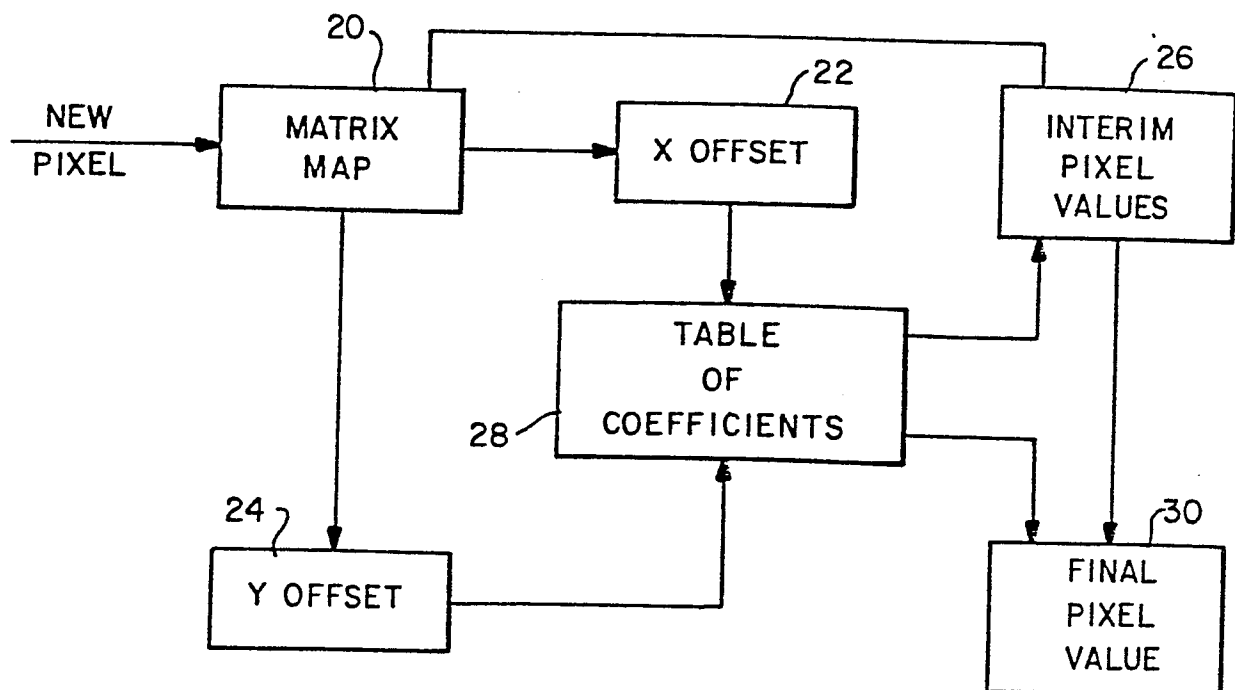 20
22
26
NEW
PIXEL
MATRIX
MAP
X OFFSET
INTERIM
PIXEL
VALUES
TABLE
OF
COEFFICIENTS
28
24
Y OFFSET
30
FINAL
PIXEL
VALUE